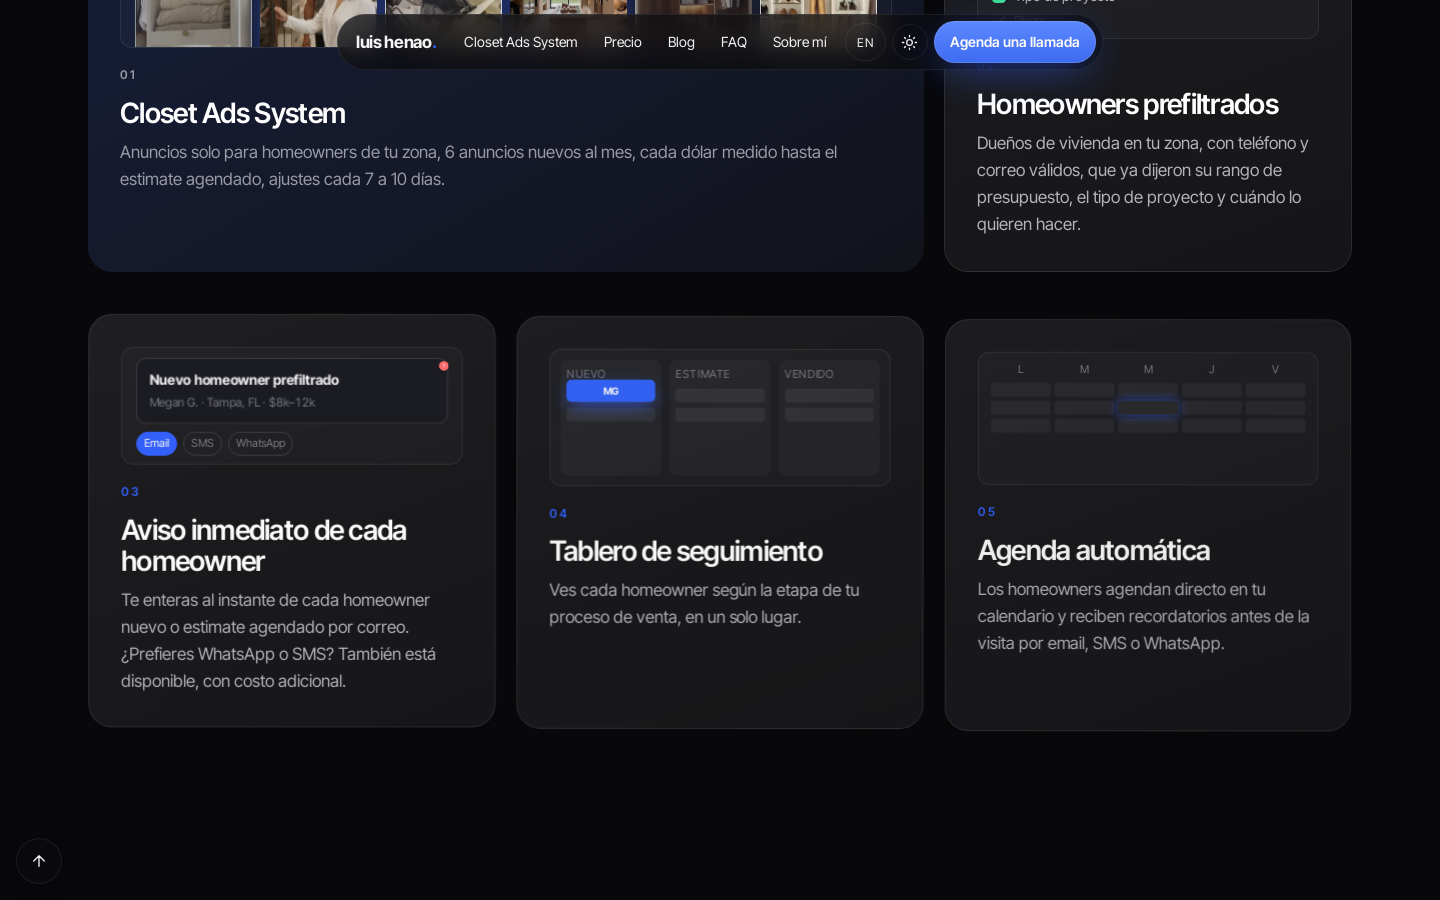 luis henao.
Closet Ads System
Precio
Blog
FAQ
Sobre mí
EN
Agenda una llamada
01
Closet Ads System
Anuncios solo para homeowners de tu zona, 6 anuncios nuevos al mes, cada dólar medido hasta el
estimate agendado, ajustes cada 7 a 10 días.
Homeowners prefiltrados
Dueños de vivienda en tu zona, con teléfono y
correo válidos, que ya dijeron su rango de
presupuesto, el tipo de proyecto y cuándo lo
quieren hacer.
Nuevo homeowner prefiltrado
Megan G. · Tampa, FL · $8k–12k
Email
SMS
WhatsApp
03
Aviso inmediato de cada
homeowner
Te enteras al instante de cada homeowner
nuevo o estimate agendado por correo.
¿Prefieres WhatsApp o SMS? También está
disponible, con costo adicional.
NUEVO
ESTIMATE
VENDIDO
MG
04
Tablero de seguimiento
Ves cada homeowner según la etapa de tu
proceso de venta, en un solo lugar.
L
M
M
J
V
05
Agenda automática
Los homeowners agendan directo en tu
calendario y reciben recordatorios antes de la
visita por email, SMS o WhatsApp.